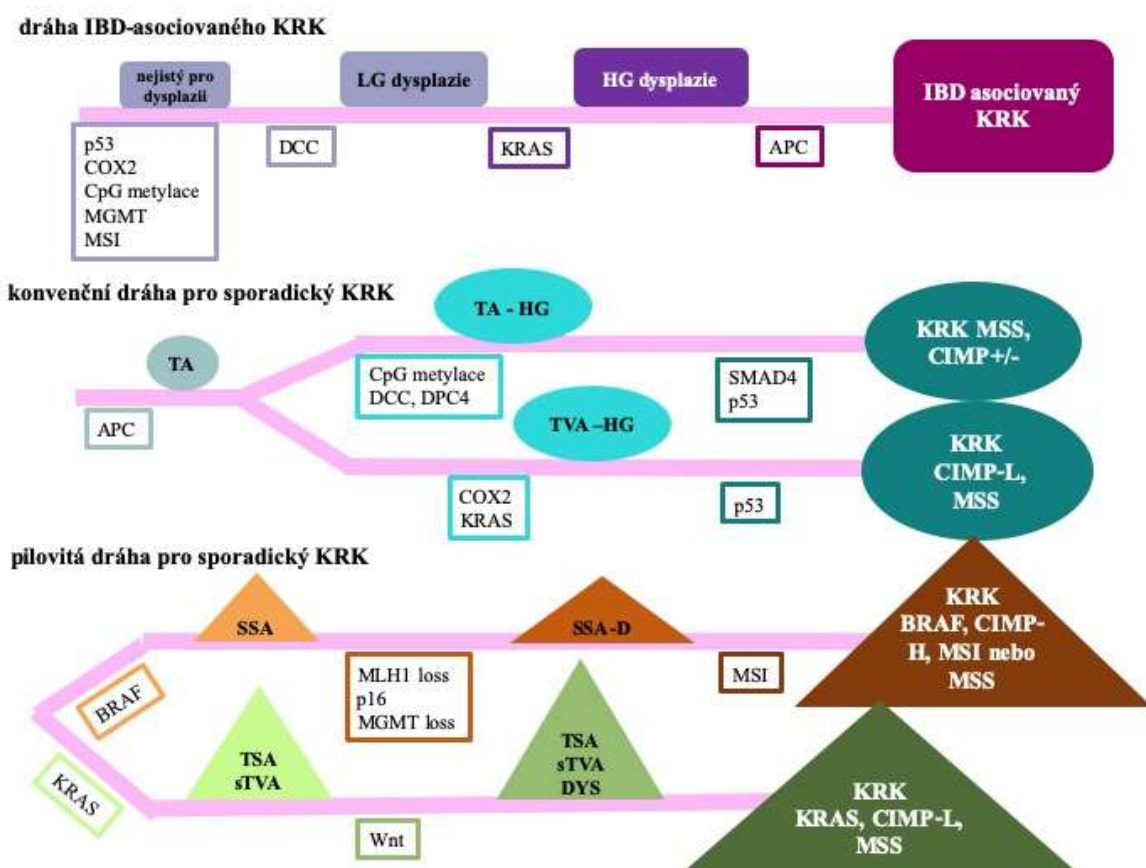 dráha IBD-asociovaného KRK
nejistý pro
dysplazii
LG dysplazie
HG dysplazie
IBD asociovaný
KRK
p53
COX2
CpG metylace
MGMT
MSI
DCC
KRAS
APC
konvenční dráha pro sporadický KRK
TA
TA - HG
KRK MSS,
CIMP+/-
APC
CpG metylace
DCC, DPC4
SMAD4
p53
TVA –HG
KRK
CIMP-L,
MSS
COX2
KRAS
p53
pilovitá dráha pro sporadický KRK
SSA
SSA-D
KRK
BRAF, CIMP-
H, MSI nebo
MSS
BRAF
MLH1 loss
p16
MGMT loss
MSI
KRAS
TSA
sTVA
TSA
sTVA
DYS
KRK
KRAS, CIMP-L,
MSS
Wnt